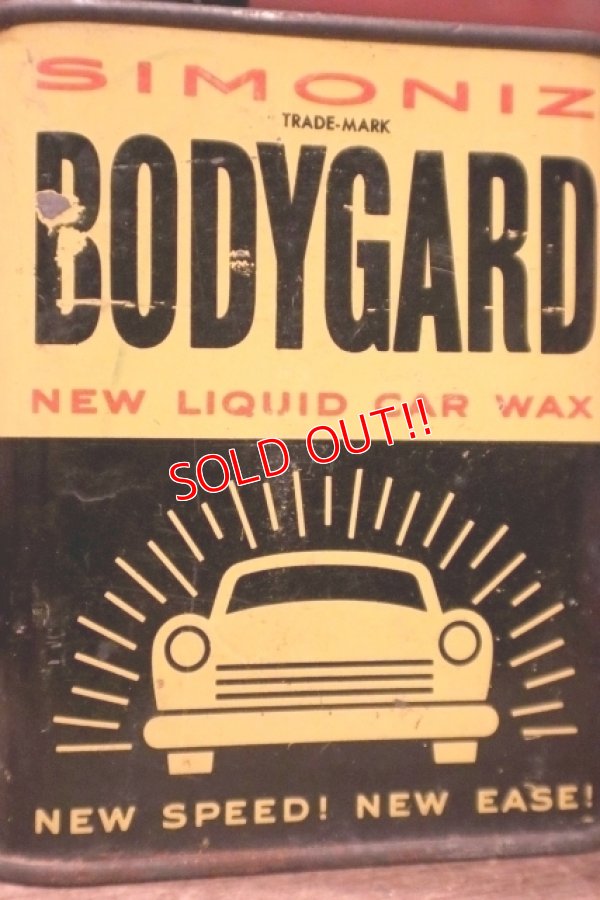 SIMONIZ
TRADE-MARK
BODYGARD
NEW LIQUID CAR WAX
SOLD OUT!!
NEW SPEED! NEW EASE!